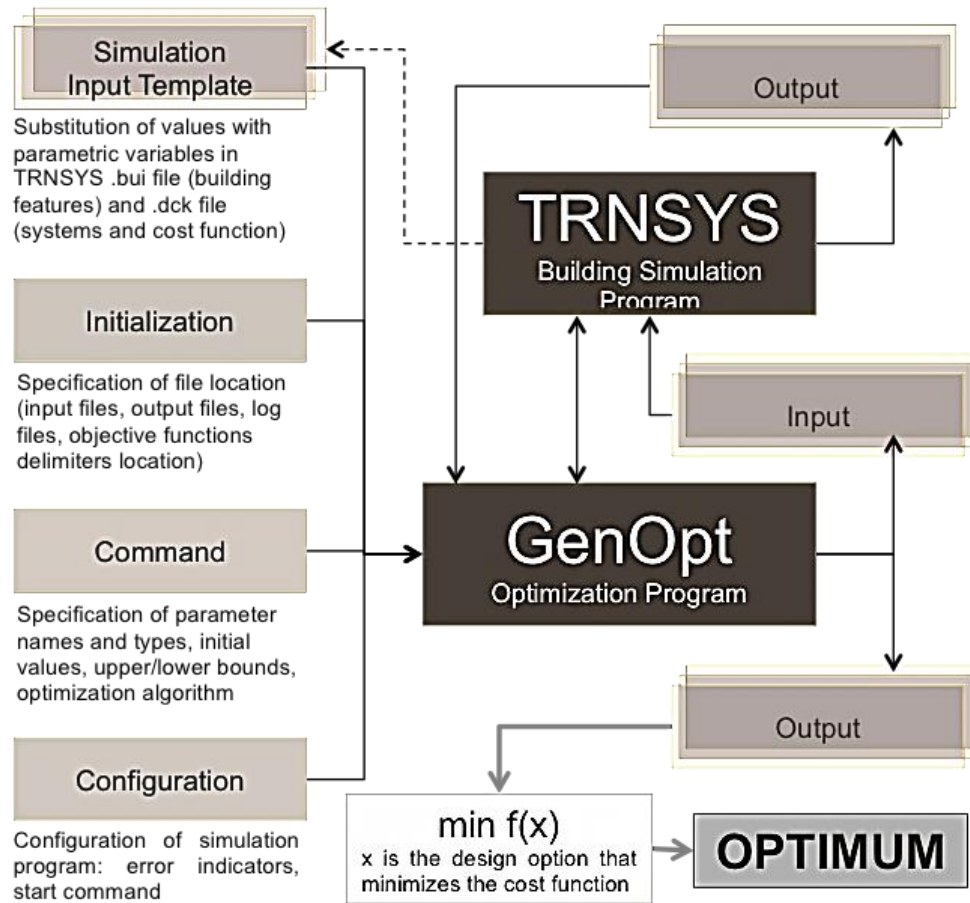 Simulation
Input Template
Substitution of values with
parametric variables in
TRNSYS .bui file (building
features) and .dck file
(systems and cost function)
Initialization
Specification of file location
(input files, output files, log
files, objective functions
delimiters location)
Command
Specification of parameter
names and types, initial
values, upper/lower bounds,
optimization algorithm
Configuration
Configuration of simulation
program: error indicators,
start command
Output
TRNSYS
Building Simulation
Program
Input
GenOpt
Optimization Program
Output
min f(x)
x is the design option that
minimizes the cost function
OPTIMUM